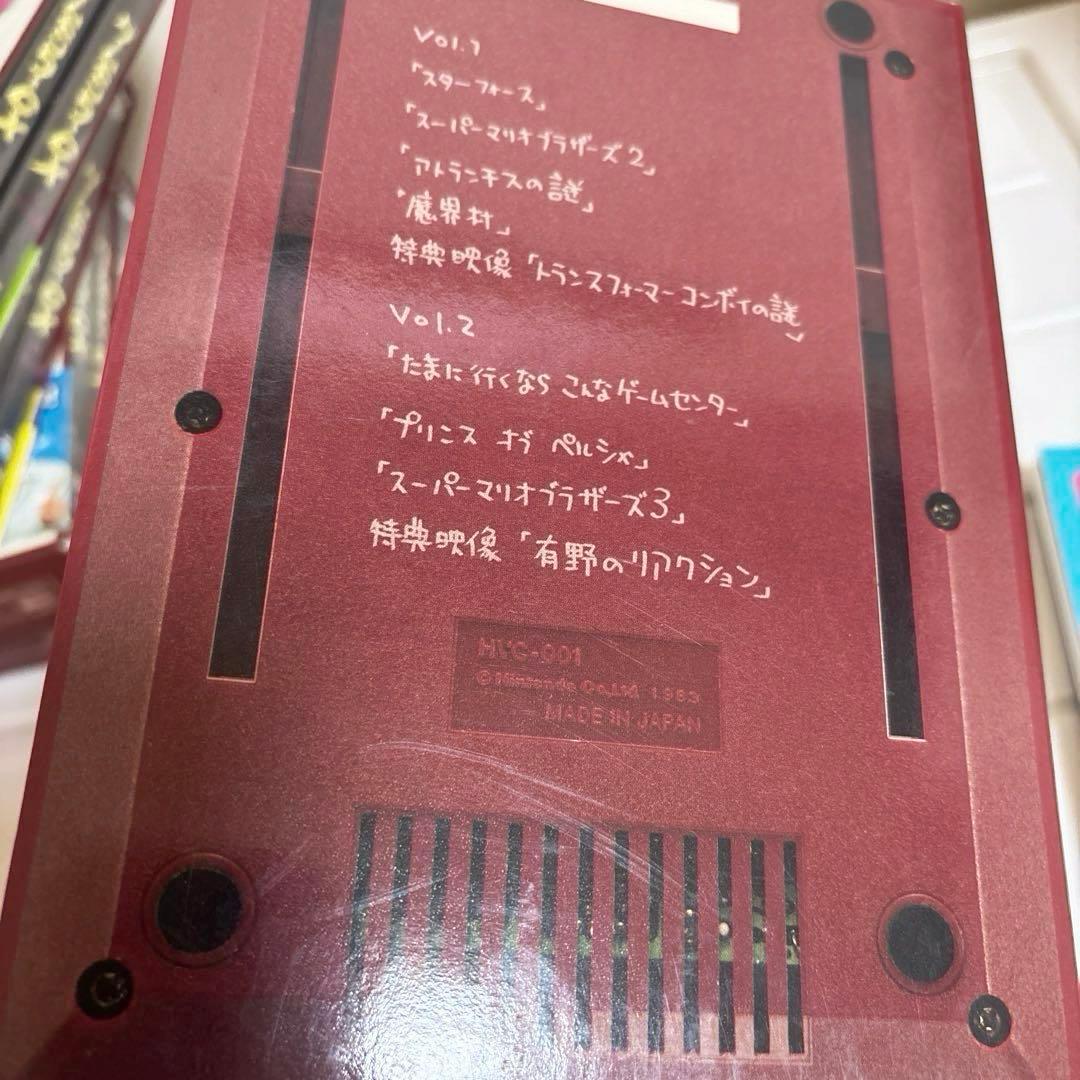 Vol.1
「スターフォース」
「スーパーマリオブラザーズ2」
「アトランチスの謎」
「魔界村」
特典映像「トランスフォーマーコンボイの謎」
Vol.2
「たまに行くなら こんなゲームセンター」
「プリンス オブ ペルシャ」
「スーパーマリオブラザーズ3」
特典映像「有野のリアクション」
HVC-001
© Nintendo Co.,Ltd. 1983
MADE IN JAPAN